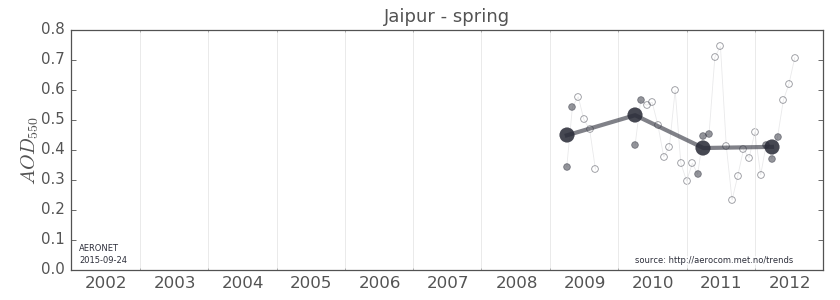 Jaipur - spring
0.8
0.7
0.6
0.5
0.4
0.3
0.2
0.1
0.0
AOD550
AERONET
2015-09-24
source: http://aerocom.met.no/trends
2002 2003 2004 2005 2006 2007 2008 2009 2010 2011 2012